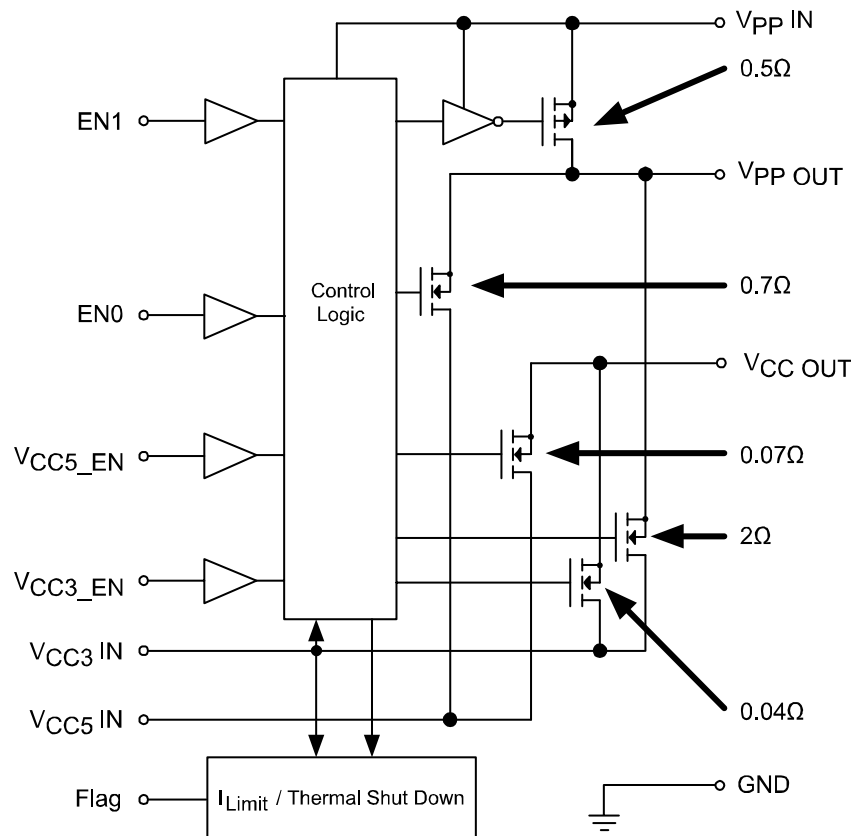 VPP IN
0.5Ω
EN1
VPP OUT
Control
Logic
0.7Ω
EN0
VCC OUT
VCC5_EN
0.07Ω
2Ω
VCC3_EN
VCC3 IN
0.04Ω
VCC5 IN
GND
Flag
ILimit / Thermal Shut Down